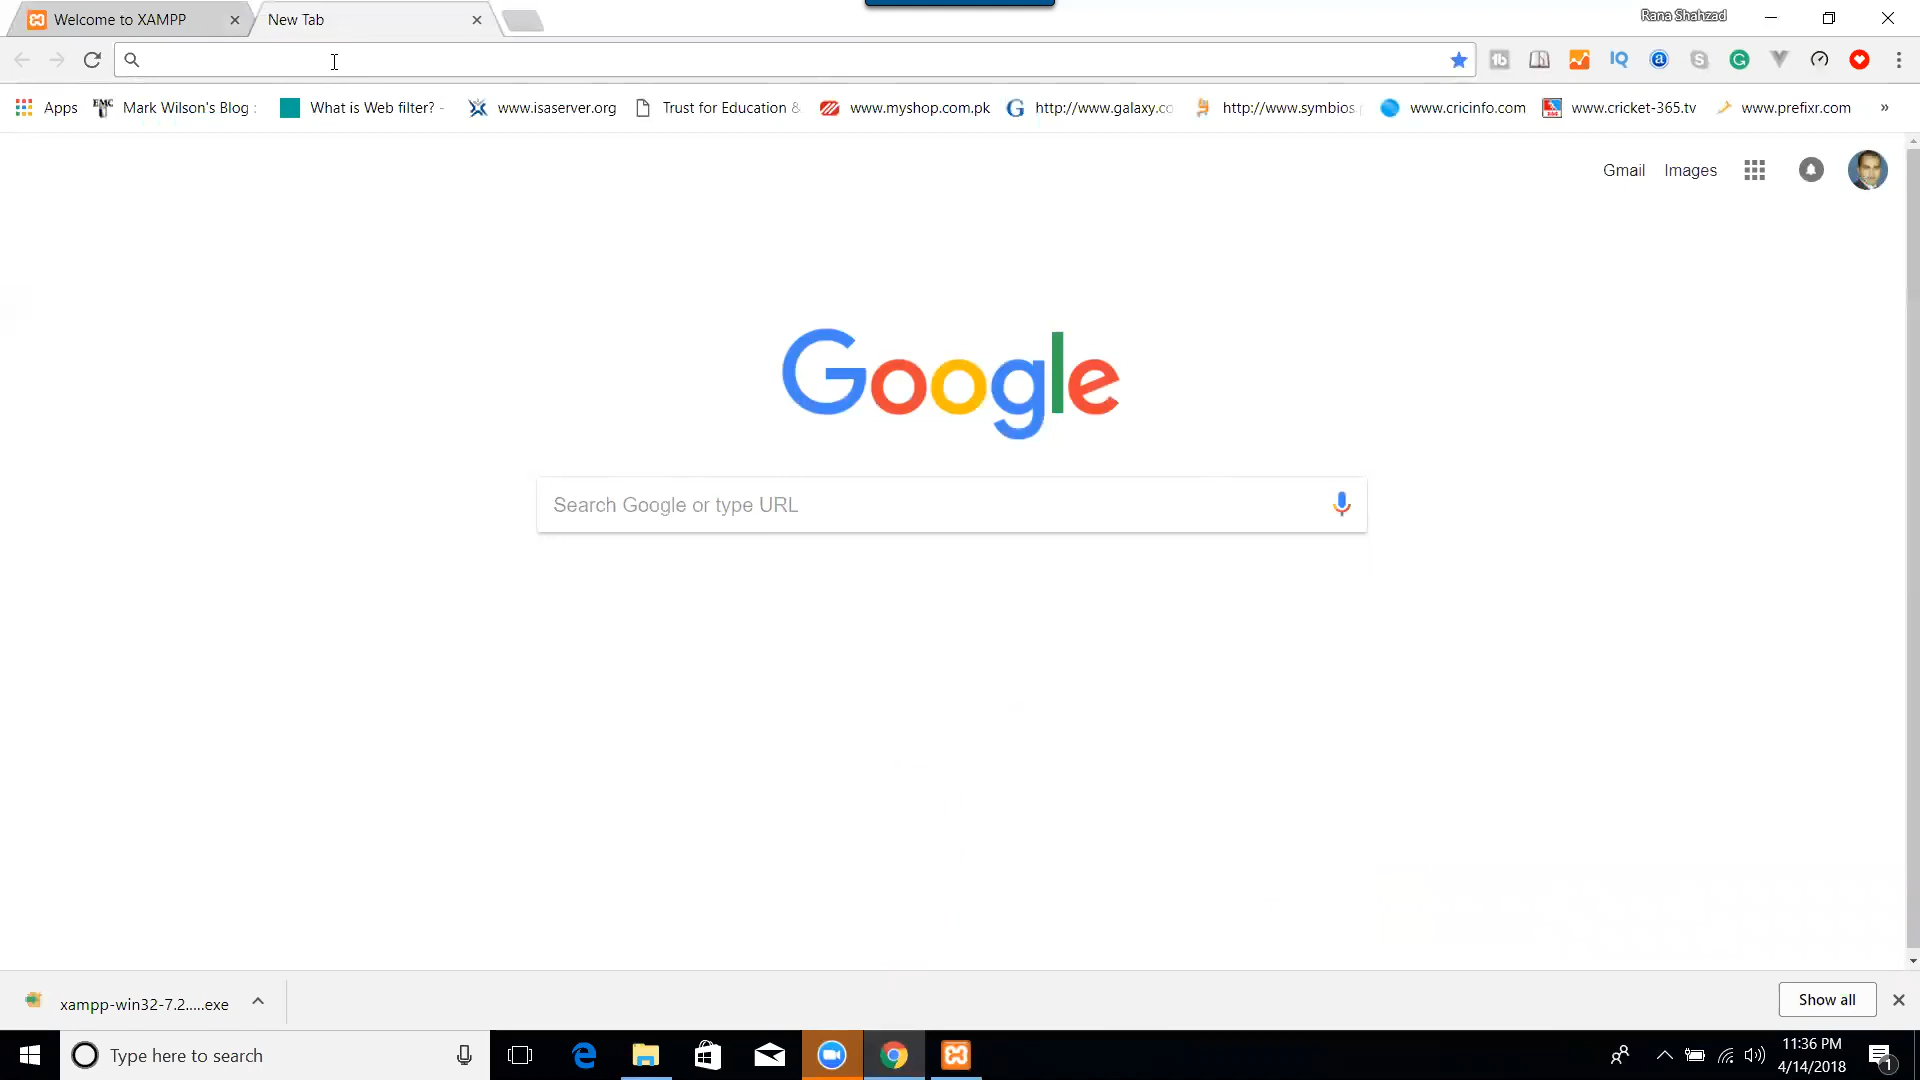 Welcome to XAMPP
New Tab
Rana Shahzad
Apps
Mark Wilson's Blog :
What is Web filter? -
www.isaserver.org
Trust for Education &
www.myshop.com.pk
http://www.galaxy.co
http://www.symbios.
www.cricinfo.com
www.cricket-365.tv
www.prefixr.com
»
Gmail
Images
Google
Search Google or type URL
xampp-win32-7.2.....exe
Show all
Type here to search
11:36 PM
4/14/2018
1